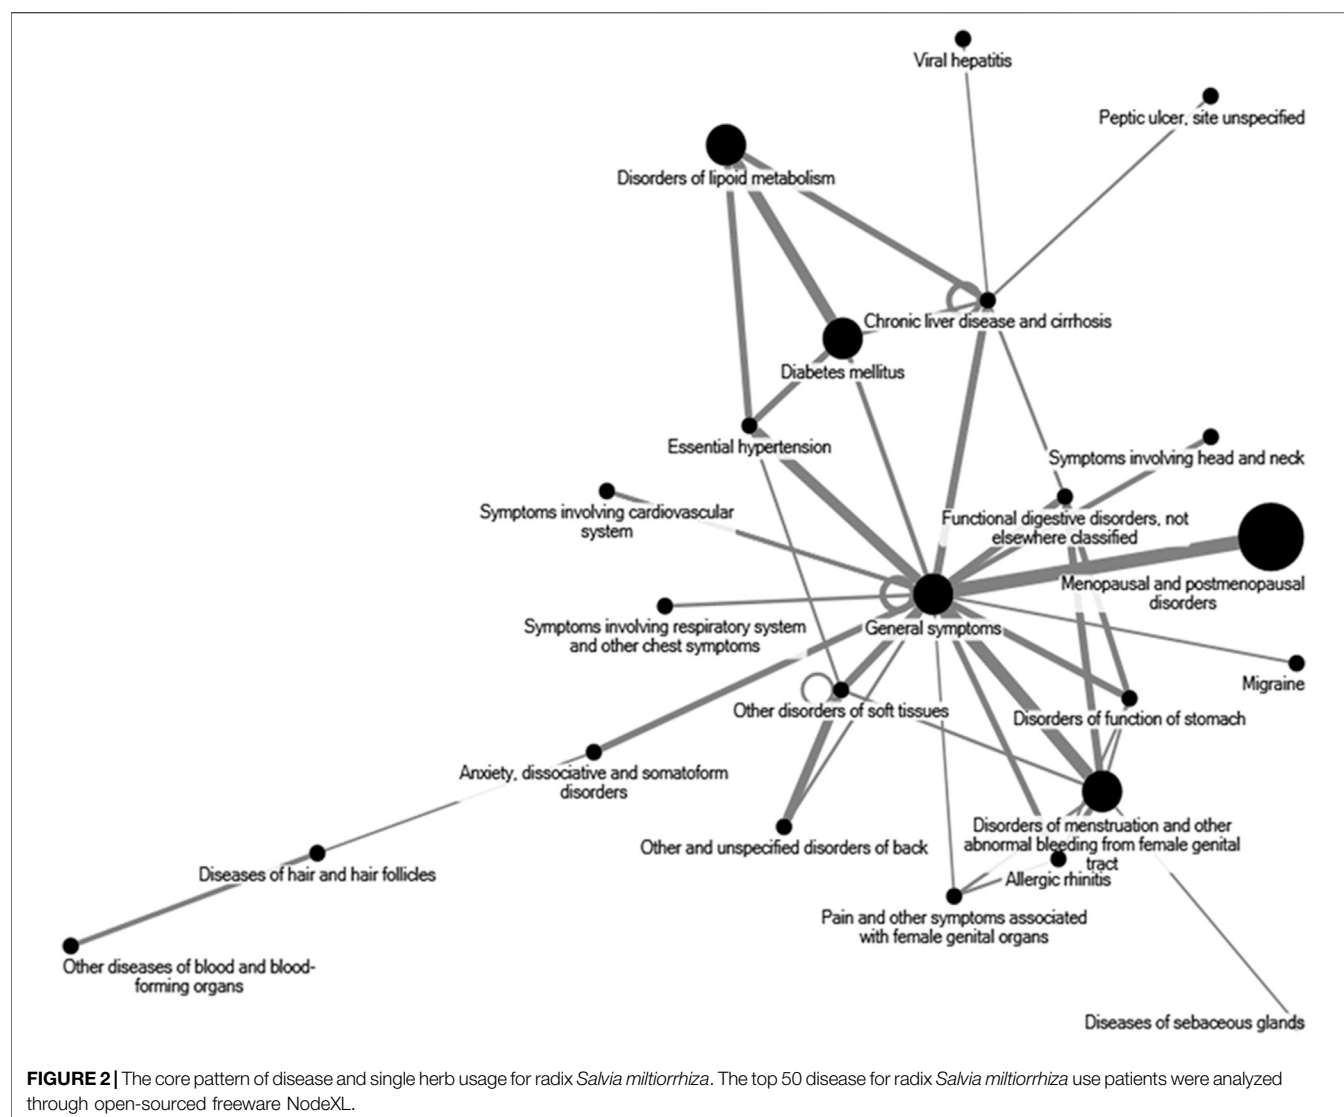 Viral hepatitis
Peptic ulcer, site unspecified
Disorders of lipoid metabolism
Chronic liver disease and cirrhosis
Diabetes mellitus
Essential hypertension
Symptoms involving head and neck
Symptoms involving cardiovascular
system
Functional digestive disorders, not
elsewhere classified
Menopausal and postmenopausal
disorders
Symptoms involving respiratory system
and other chest symptoms
General symptoms
Migraine
Other disorders of soft tissues
Disorders of function of stomach
Anxiety, dissociative and somatoform
disorders
Other and unspecified disorders of back
Disorders of menstruation and other
abnormal bleeding from female genital
tract
Allergic rhinitis
Diseases of hair and hair follicles
Pain and other symptoms associated
with female genital organs
Other diseases of blood and blood-
forming organs
Diseases of sebaceous glands
FIGURE 2 | The core pattern of disease and single herb usage for radix Salvia miltiorrhiza. The top 50 disease for radix Salvia miltiorrhiza use patients were analyzed
through open-sourced freeware NodeXL.